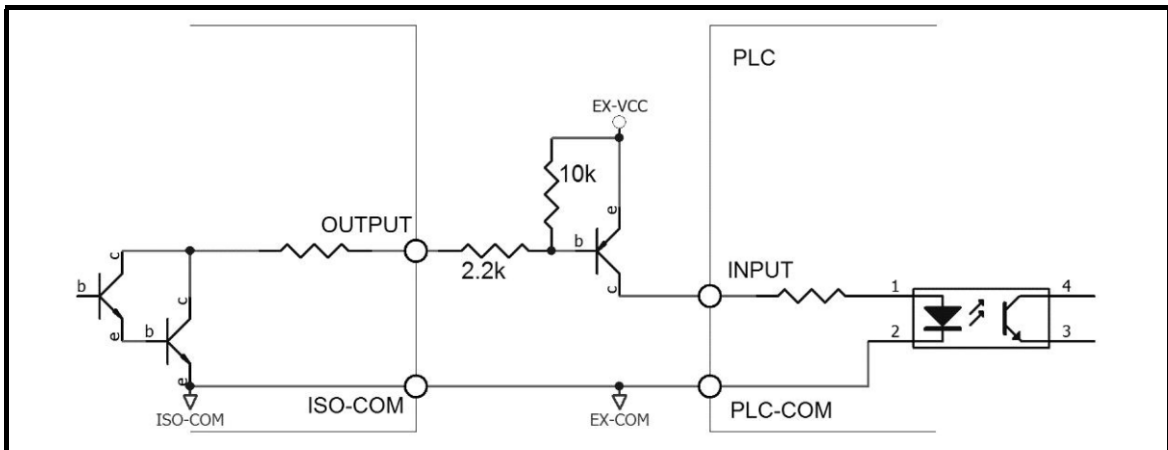 PLC
EX-VCC
10k
e
OUTPUT
b
2.2k
c
INPUT
c
b
c
e
b
e
1
4
2
3
ISO-COM
ISO-COM
EX-COM
PLC-COM